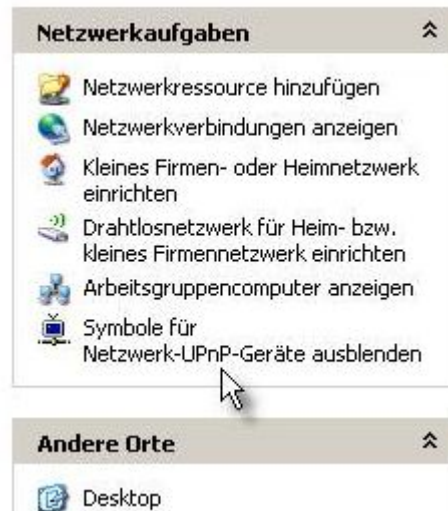 Netzwerkaufgaben
Netzwerkressource hinzufügen
Netzwerkverbindungen anzeigen
Kleines Firmen- oder Heimnetzwerk
einrichten
Drahtlosnetzwerk für Heim- bzw.
kleines Firmennetzwerk einrichten
Arbeitsgruppencomputer anzeigen
Symbole für
Netzwerk-UPnP-Geräte ausblenden
Andere Orte
Desktop